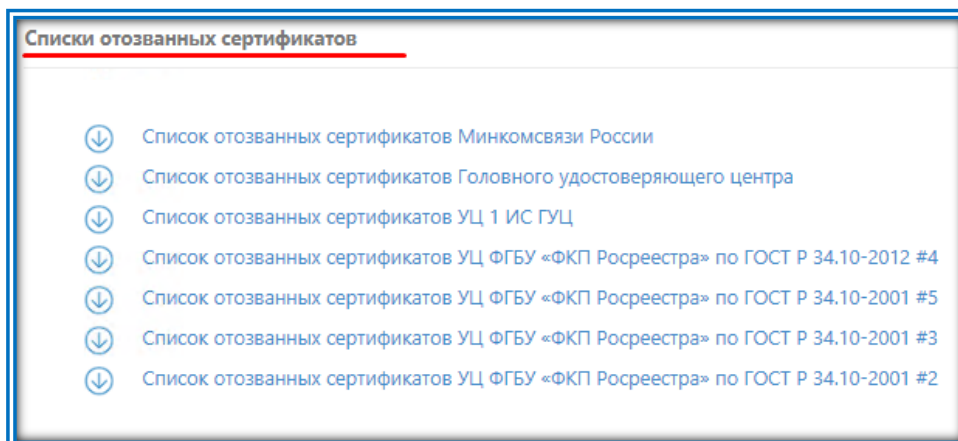 Списки отозванных сертификатов
Список отозванных сертификатов Минкомсвязи России
Список отозванных сертификатов Головного удостоверяющего центра
Список отозванных сертификатов УЦ 1 ИС ГУЦ
Список отозванных сертификатов УЦ ФГБУ «ФКП Росреестра» по ГОСТ Р 34.10-2012 #4
Список отозванных сертификатов УЦ ФГБУ «ФКП Росреестра» по ГОСТ Р 34.10-2001 #5
Список отозванных сертификатов УЦ ФГБУ «ФКП Росреестра» по ГОСТ Р 34.10-2001 #3
Список отозванных сертификатов УЦ ФГБУ «ФКП Росреестра» по ГОСТ Р 34.10-2001 #2